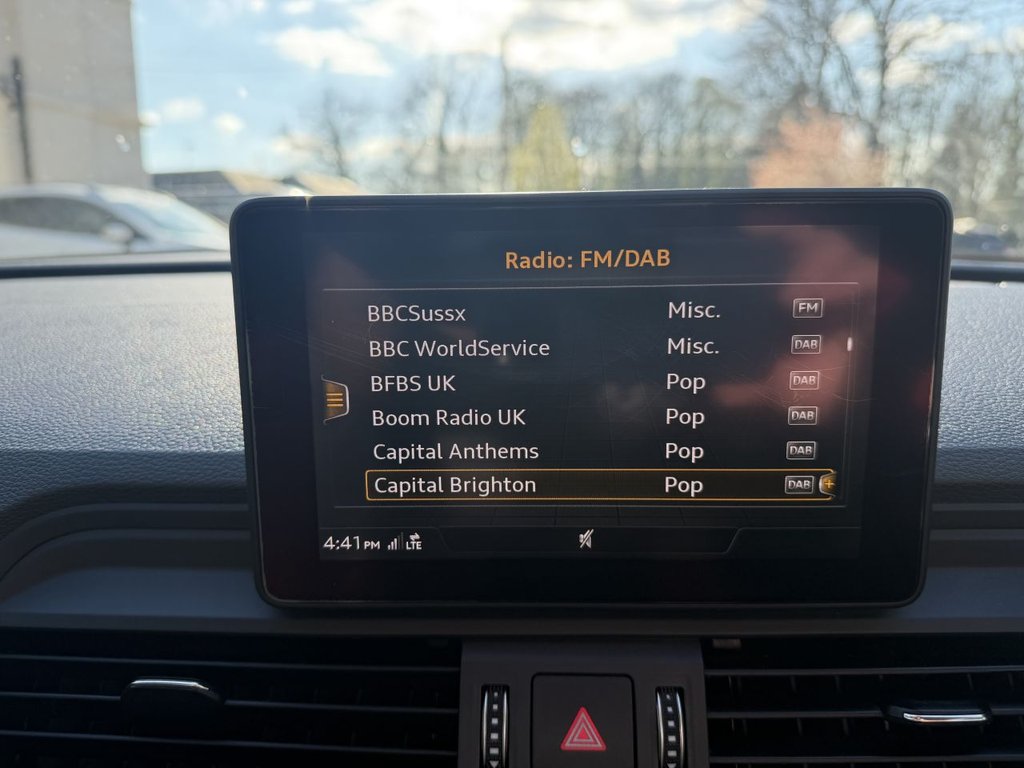 Radio: FM/DAB
BBCSussx Misc. FM
BBC WorldService Misc. DAB
BFBS UK Pop DAB
Boom Radio UK Pop DAB
Capital Anthems Pop DAB
Capital Brighton Pop DAB
4:41 PM LTE